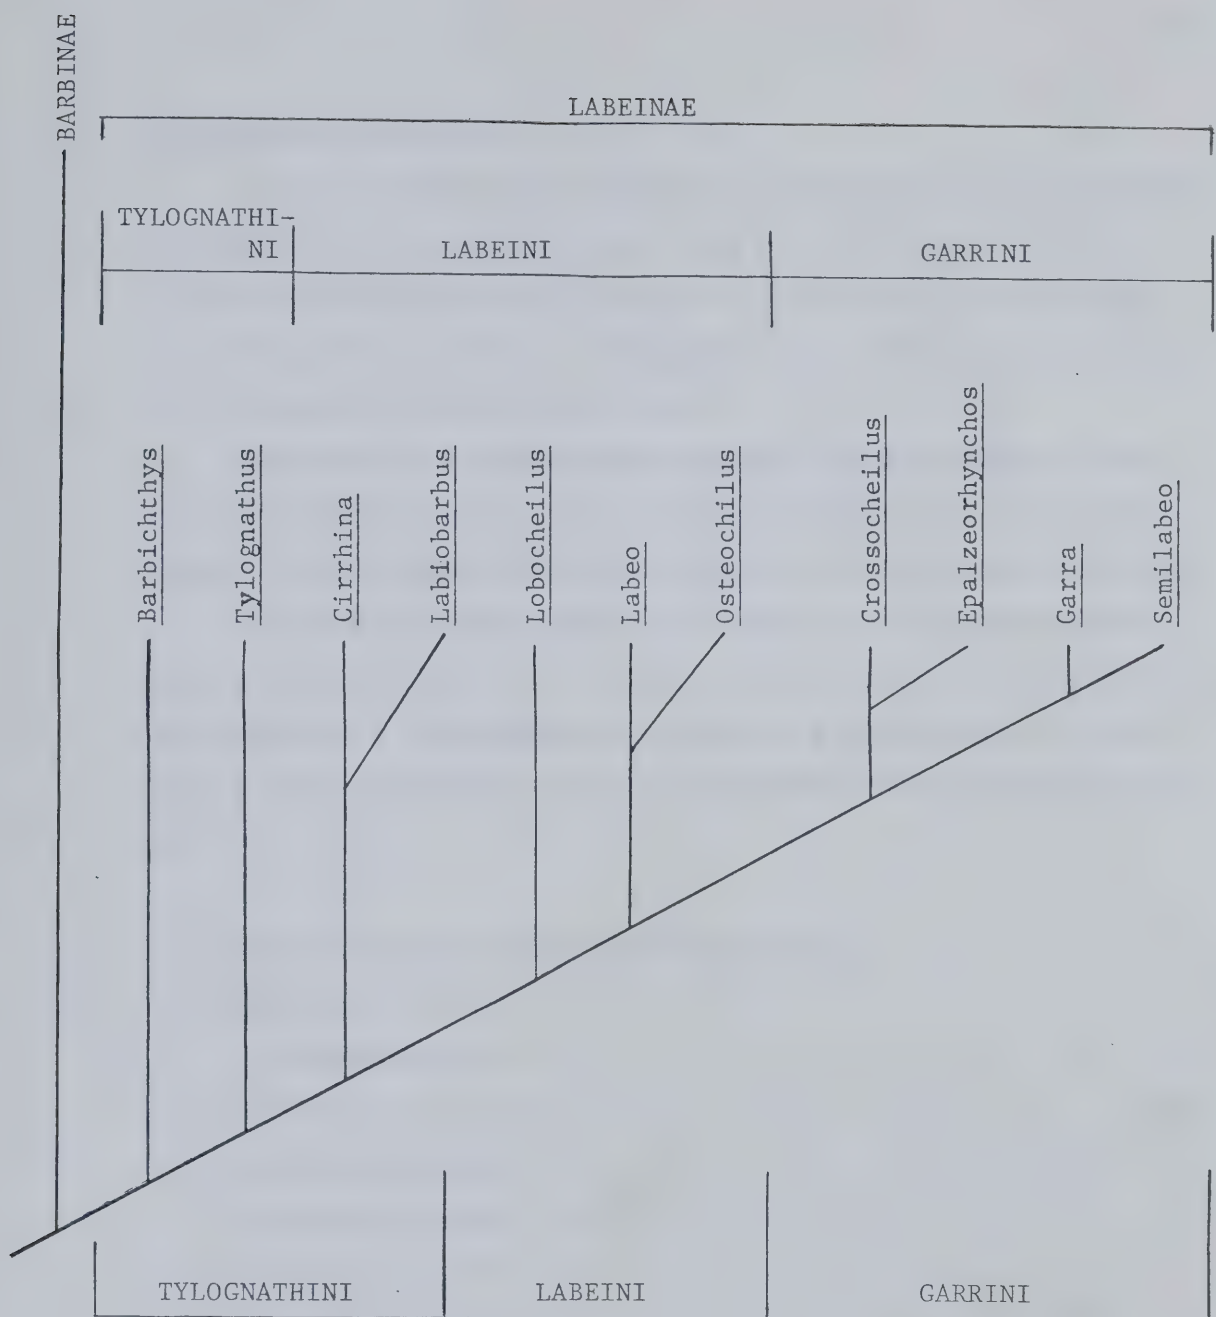 BARBINAE
LABEINAE
TYLOGNATHI-
NI
LABEINI
GARRINI
Barbichthys
Tylognathus
Cirrhina
Labiobarbus
Lobocheilus
Labeo
Osteochilus
Crossocheilus
Epalzeorhynchos
Garra
Semilabeo
TYLOGNATHINI
LABEINI
GARRINI